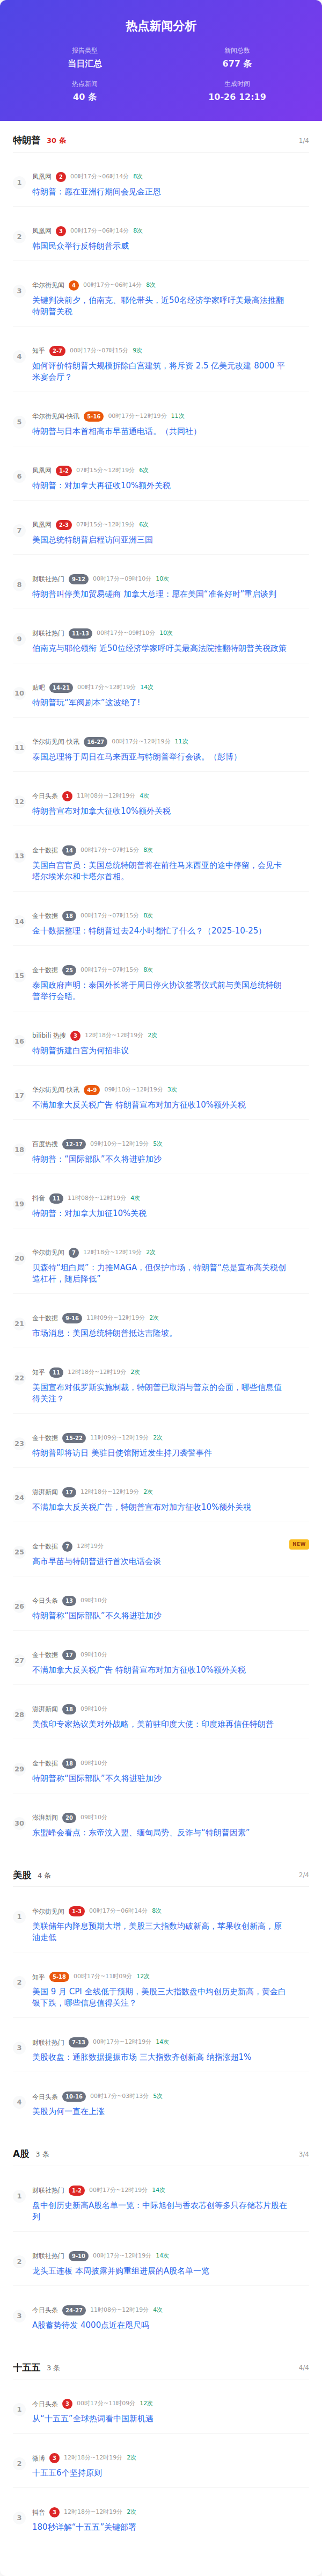 热点新闻分析
报告类型
当日汇总
新闻总数
677 条
热点新闻
40 条
生成时间
10-26 12:19
特朗普 30 条 1/4
1
凤凰网 2 00时17分~06时14分 8次
特朗普：愿在亚洲行期间会见金正恩
2
凤凰网 3 00时17分~06时14分 8次
韩国民众举行反特朗普示威
3
华尔街见闻 4 00时17分~06时14分 8次
关键判决前夕，伯南克、耶伦带头，近50名经济学家呼吁美最高法推翻
特朗普关税
4
知乎 2-7 00时17分~07时15分 9次
如何评价特朗普大规模拆除白宫建筑，将斥资 2.5 亿美元改建 8000 平
米宴会厅？
5
华尔街见闻-快讯 5-16 00时17分~12时19分 11次
特朗普与日本首相高市早苗通电话。（共同社）
6
凤凰网 1-2 07时15分~12时19分 6次
特朗普：对加拿大再征收10%额外关税
7
凤凰网 2-3 07时15分~12时19分 6次
美国总统特朗普启程访问亚洲三国
8
财联社热门 9-12 00时17分~09时10分 10次
特朗普叫停美加贸易磋商 加拿大总理：愿在美国“准备好时”重启谈判
9
财联社热门 11-13 00时17分~09时10分 10次
伯南克与耶伦领衔 近50位经济学家呼吁美最高法院推翻特朗普关税政策
10
贴吧 14-21 00时17分~12时19分 14次
特朗普玩“军阀剧本”这波绝了!
11
华尔街见闻-快讯 16-27 00时17分~12时19分 11次
泰国总理将于周日在马来西亚与特朗普举行会谈。（彭博）
12
今日头条 1 11时08分~12时19分 4次
特朗普宣布对加拿大征收10%额外关税
13
金十数据 14 00时17分~07时15分 8次
美国白宫官员：美国总统特朗普将在前往马来西亚的途中停留，会见卡
塔尔埃米尔和卡塔尔首相。
14
金十数据 18 00时17分~07时15分 8次
金十数据整理：特朗普过去24小时都忙了什么？（2025-10-25）
15
金十数据 25 00时17分~07时15分 8次
泰国政府声明：泰国外长将于周日停火协议签署仪式前与美国总统特朗
普举行会晤。
16
bilibili 热搜 3 12时18分~12时19分 2次
特朗普拆建白宫为何招非议
17
华尔街见闻-快讯 4-9 09时10分~12时19分 3次
不满加拿大反关税广告 特朗普宣布对加方征收10%额外关税
18
百度热搜 12-17 09时10分~12时19分 5次
特朗普：“国际部队”不久将进驻加沙
19
抖音 11 11时08分~12时19分 4次
特朗普：对加拿大加征10%关税
20
华尔街见闻 7 12时18分~12时19分 2次
贝森特“坦白局”：力推MAGA，但保护市场，特朗普“总是宣布高关税创
造杠杆，随后降低”
21
金十数据 9-16 11时09分~12时19分 2次
市场消息：美国总统特朗普抵达吉隆坡。
22
知乎 11 12时18分~12时19分 2次
美国宣布对俄罗斯实施制裁，特朗普已取消与普京的会面，哪些信息值
得关注？
23
金十数据 15-22 11时09分~12时19分 2次
特朗普即将访日 美驻日使馆附近发生持刀袭警事件
24
澎湃新闻 17 12时18分~12时19分 2次
不满加拿大反关税广告，特朗普宣布对加方征收10%额外关税
25
金十数据 7 12时19分 NEW
高市早苗与特朗普进行首次电话会谈
26
今日头条 13 09时10分
特朗普称“国际部队”不久将进驻加沙
27
金十数据 17 09时10分
不满加拿大反关税广告 特朗普宣布对加方征收10%额外关税
28
澎湃新闻 18 09时10分
美俄印专家热议美对外战略，美前驻印度大使：印度难再信任特朗普
29
金十数据 18 09时10分
特朗普称“国际部队”不久将进驻加沙
30
澎湃新闻 20 09时10分
东盟峰会看点：东帝汶入盟、缅甸局势、反诈与“特朗普因素”
美股 4 条 2/4
1
华尔街见闻 1-3 00时17分~06时14分 8次
美联储年内降息预期大增，美股三大指数均破新高，苹果收创新高，原
油走低
2
知乎 5-18 00时17分~11时09分 12次
美国 9 月 CPI 全线低于预期，美股三大指数盘中均创历史新高，黄金白
银下跌，哪些信息值得关注？
3
财联社热门 7-13 00时17分~12时19分 14次
美股收盘：通胀数据提振市场 三大指数齐创新高 纳指涨超1%
4
今日头条 10-16 00时17分~03时13分 5次
美股为何一直在上涨
A股 3 条 3/4
1
财联社热门 1-2 00时17分~12时19分 14次
盘中创历史新高A股名单一览：中际旭创与香农芯创等多只存储芯片股在
列
2
财联社热门 9-10 00时17分~12时19分 14次
龙头五连板 本周披露并购重组进展的A股名单一览
3
今日头条 24-27 11时08分~12时19分 4次
A股蓄势待发 4000点近在咫尺吗
十五五 3 条 4/4
1
今日头条 3 00时17分~11时09分 12次
从“十五五”全球热词看中国新机遇
2
微博 3 12时18分~12时19分 2次
十五五6个坚持原则
3
抖音 3 12时18分~12时19分 2次
180秒详解“十五五”关键部署